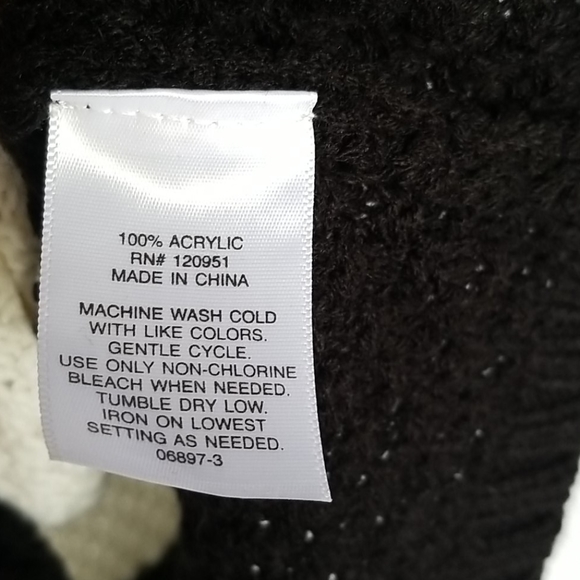 100% ACRYLIC
RN# 120951
MADE IN CHINA
MACHINE WASH COLD
WITH LIKE COLORS.
GENTLE CYCLE.
USE ONLY NON-CHLORINE
BLEACH WHEN NEEDED.
TUMBLE DRY LOW.
IRON ON LOWEST
SETTING AS NEEDED.
06897-3